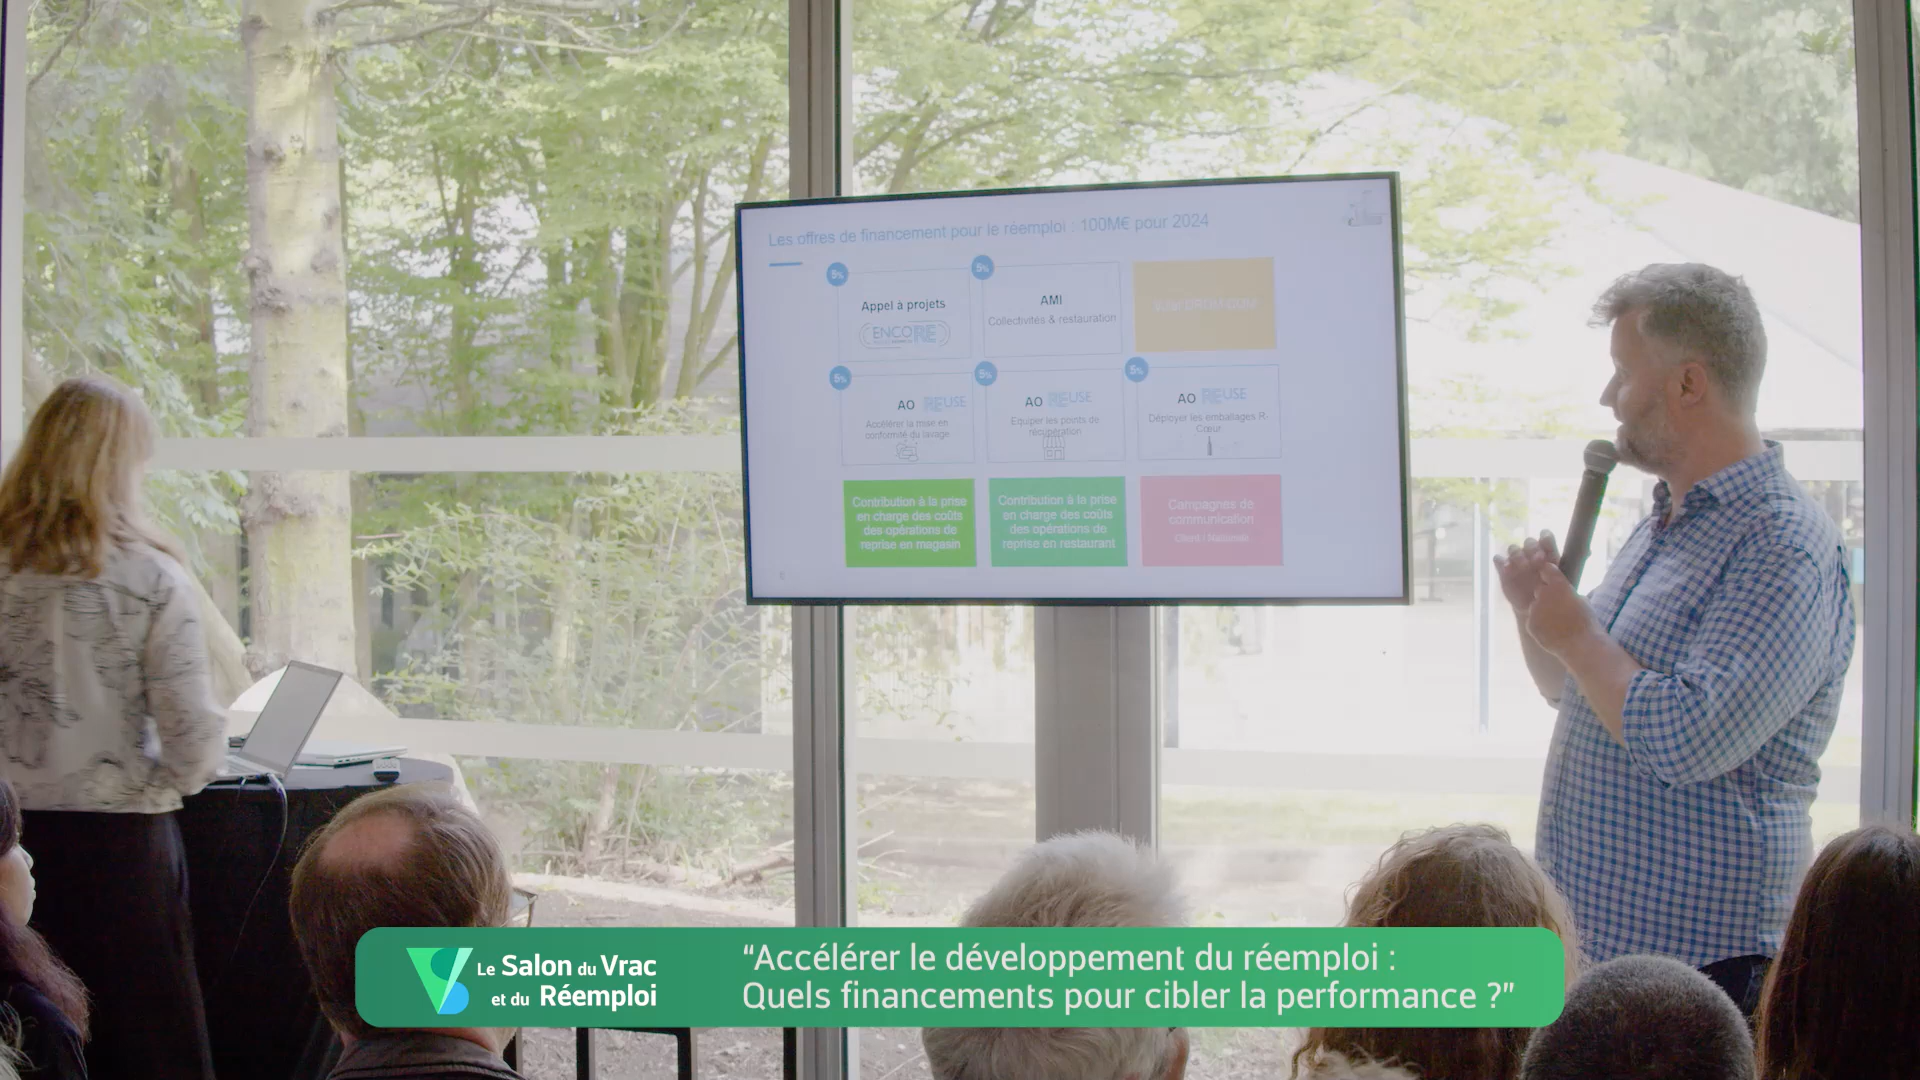 Les offres de financement pour le réemploi : 100M€ pour 2024
5%
Appel à projets
ENCORE
5%
AMI
Collectivités & restauration
5%
AO REUSE
Accélérer la mise en
conformité du lavage
5%
AO REUSE
Equiper les points de
récupération
5%
AO REUSE
Déployer les emballages R-
Cœur
Contribution à la prise
en charge des coûts
des opérations de
reprise en magasin
Contribution à la prise
en charge des coûts
des opérations de
reprise en restaurant
Campagnes de
communication
Le Salon du Vrac
et du Réemploi
“Accélérer le développement du réemploi :
Quels financements pour cibler la performance ?”